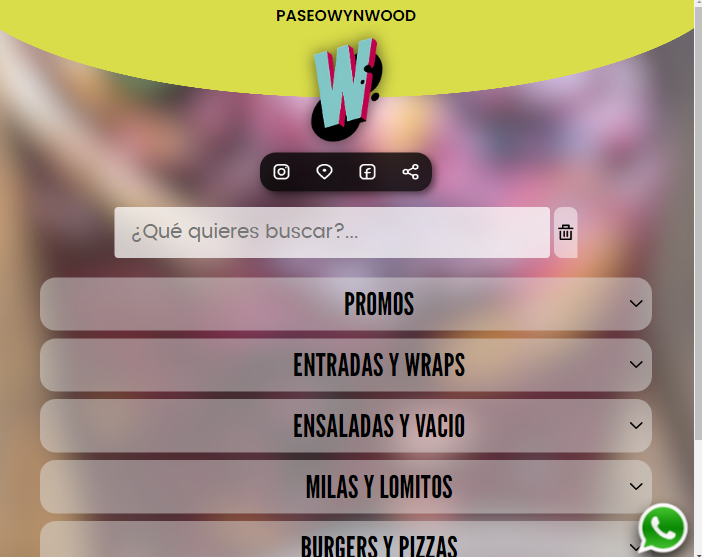 PASEOWYNWOOD
W
¿Qué quieres buscar?...
PROMOS
ENTRADAS Y WRAPS
ENSALADAS Y VACIO
MILAS Y LOMITOS
BURGERS Y PIZZAS